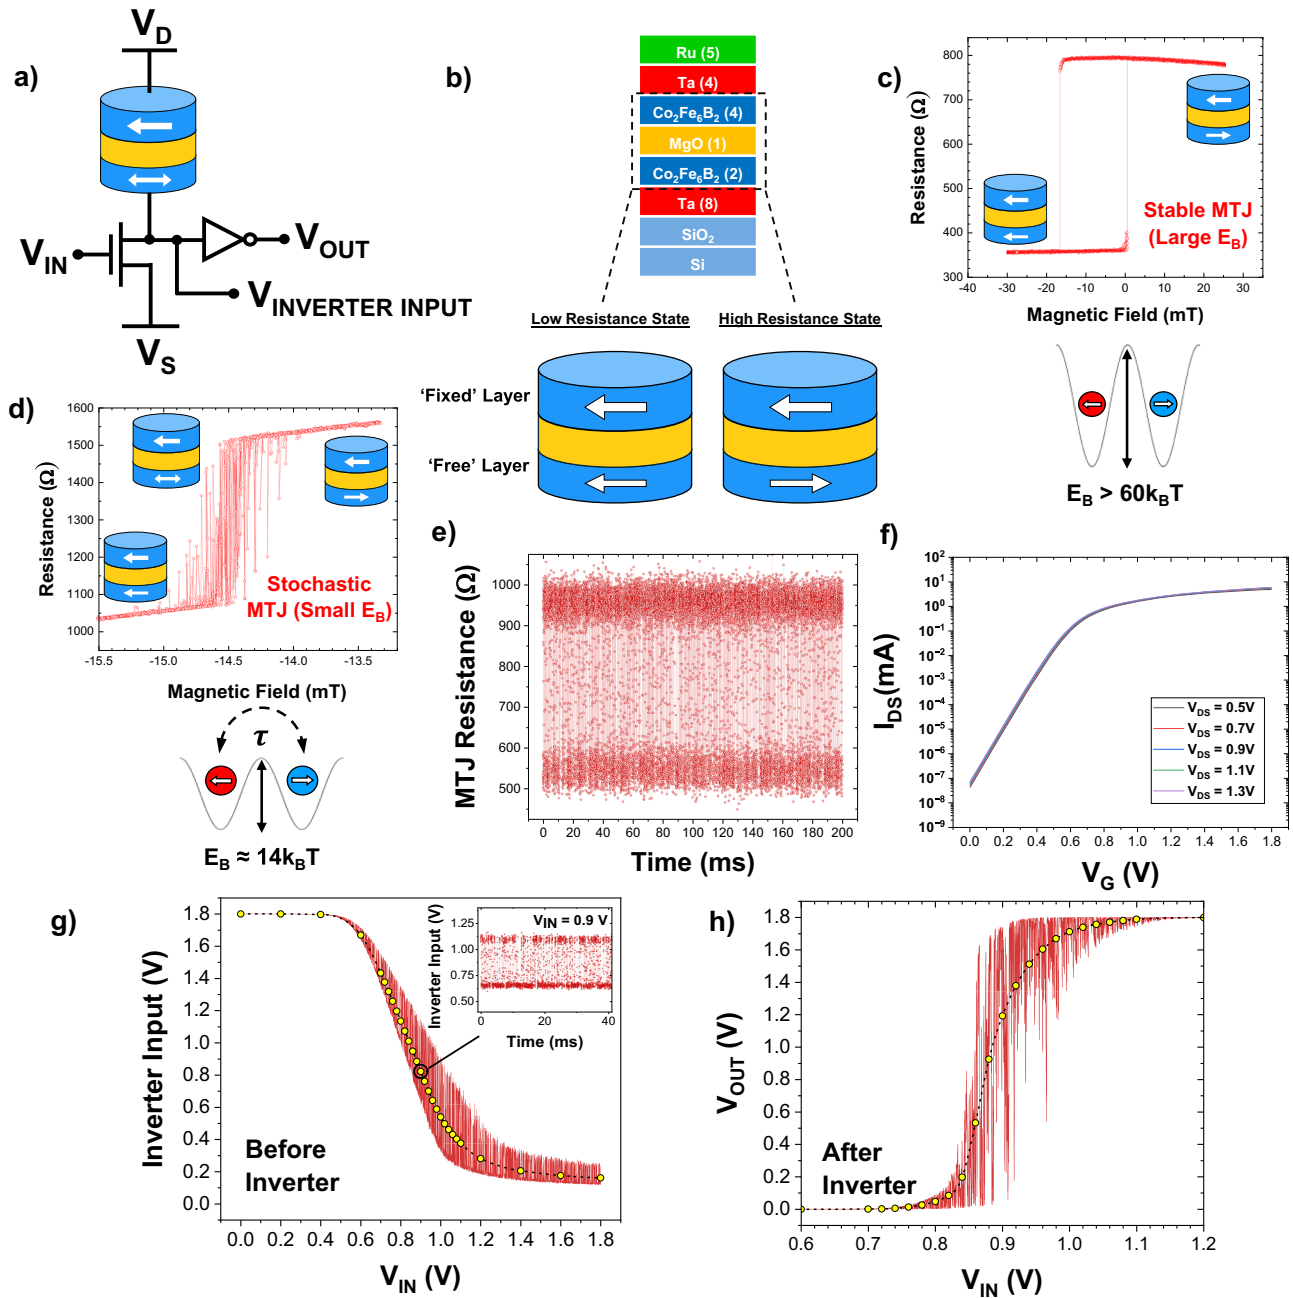 a)
V_D
V_IN
V_OUT
V_INVERTER INPUT
V_S
b)
Ru (5)
Ta (4)
Co₂Fe₆B₂ (4)
MgO (1)
Co₂Fe₆B₂ (2)
Ta (8)
SiO₂
Si
Low Resistance State
High Resistance State
'Fixed' Layer
'Free' Layer
c)
Resistance (Ω)
800
700
600
500
400
300
-40
-30
-20
-10
0
10
20
30
40
Stable MTJ
(Large E_B)
Magnetic Field (mT)
E_B > 60k_BT
d)
Resistance (Ω)
1600
1500
1400
1300
1200
1100
1000
-15.5
-15.0
-14.5
-14.0
-13.5
Stochastic
MTJ (Small E_B)
Magnetic Field (mT)
τ
E_B ≈ 14k_BT
e)
MTJ Resistance (Ω)
1000
900
800
700
600
500
0
20
40
60
80
100
120
140
160
180
200
Time (ms)
f)
I_DS(mA)
10²
10¹
10⁰
10⁻¹
10⁻²
10⁻³
10⁻⁴
10⁻⁵
10⁻⁶
10⁻⁷
10⁻⁸
10⁻⁹
V_DS = 0.5V
V_DS = 0.7V
V_DS = 0.9V
V_DS = 1.1V
V_DS = 1.3V
0.0
0.2
0.4
0.6
0.8
1.0
1.2
1.4
1.6
1.8
V_G (V)
g)
Inverter Input (V)
1.8
1.6
1.4
1.2
1.0
0.8
0.6
0.4
0.2
0.0
Before
Inverter
Inverter Input (V)
1.25
1.00
0.75
0.50
V_IN = 0.9 V
0
20
40
Time (ms)
0.0
0.2
0.4
0.6
0.8
1.0
1.2
1.4
1.6
1.8
V_IN (V)
h)
V_OUT (V)
1.8
1.6
1.4
1.2
1.0
0.8
0.6
0.4
0.2
0.0
After
Inverter
0.6
0.7
0.8
0.9
1.0
1.1
1.2
V_IN (V)